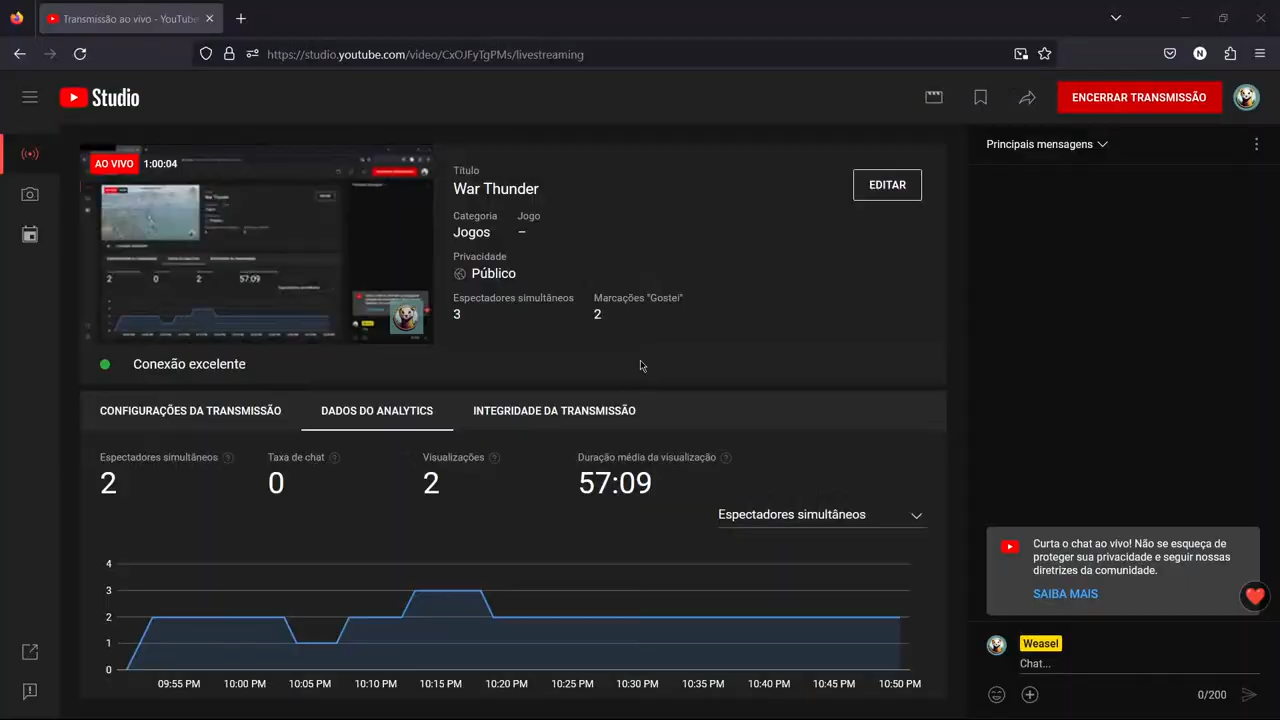 Transmissão ao vivo - YouTube
https://studio.youtube.com/video/CxOJFyTgPMs/livestreaming
N
Studio
ENCERRAR TRANSMISSÃO
AO VIVO
1:00:04
Título
War Thunder
EDITAR
Categoria
Jogo
Jogos
–
Privacidade
Público
Espectadores simultâneos
Marcações "Gostei"
3
2
Conexão excelente
Principais mensagens
CONFIGURAÇÕES DA TRANSMISSÃO
DADOS DO ANALYTICS
INTEGRIDADE DA TRANSMISSÃO
Espectadores simultâneos
Taxa de chat
Visualizações
Duração média da visualização
2
0
2
57:09
Espectadores simultâneos
4
3
2
1
0
09:55 PM
10:00 PM
10:05 PM
10:10 PM
10:15 PM
10:20 PM
10:25 PM
10:30 PM
10:35 PM
10:40 PM
10:45 PM
10:50 PM
Curta o chat ao vivo! Não se esqueça de
proteger sua privacidade e seguir nossas
diretrizes da comunidade.
SAIBA MAIS
Weasel
Chat...
0/200